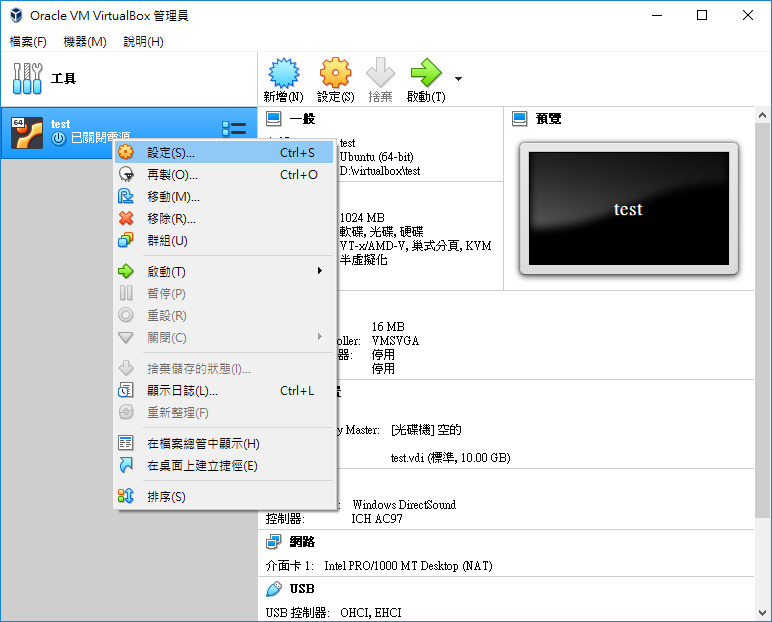 Oracle VM VirtualBox 管理員
檔案(F) 機器(M) 說明(H)
工具
新增(N) 設定(S) 捨棄 啟動(T)
64
test
已關閉電源
設定(S)... Ctrl+S
再製(O)... Ctrl+O
移動(M)...
移除(R)...
群組(U)
啟動(T)
暫停(P)
重設(R)
關閉(C)
捨棄儲存的狀態(I)...
顯示日誌(L)... Ctrl+L
重新整理(F)
在檔案總管中顯示(H)
在桌面上建立捷徑(E)
排序(S)
一般
test
Ubuntu (64-bit)
D:\virtualbox\test
1024 MB
軟碟, 光碟, 硬碟
VT-x/AMD-V, 巢式分頁, KVM
半虛擬化
預覽
test
16 MB
oller: VMSVGA
器: 停用
停用
y Master: [光碟機] 空的
test.vdi (標準, 10.00 GB)
Windows DirectSound
控制器: ICH AC97
網路
介面卡 1: Intel PRO/1000 MT Desktop (NAT)
USB
USB 控制器: OHCI, EHCI